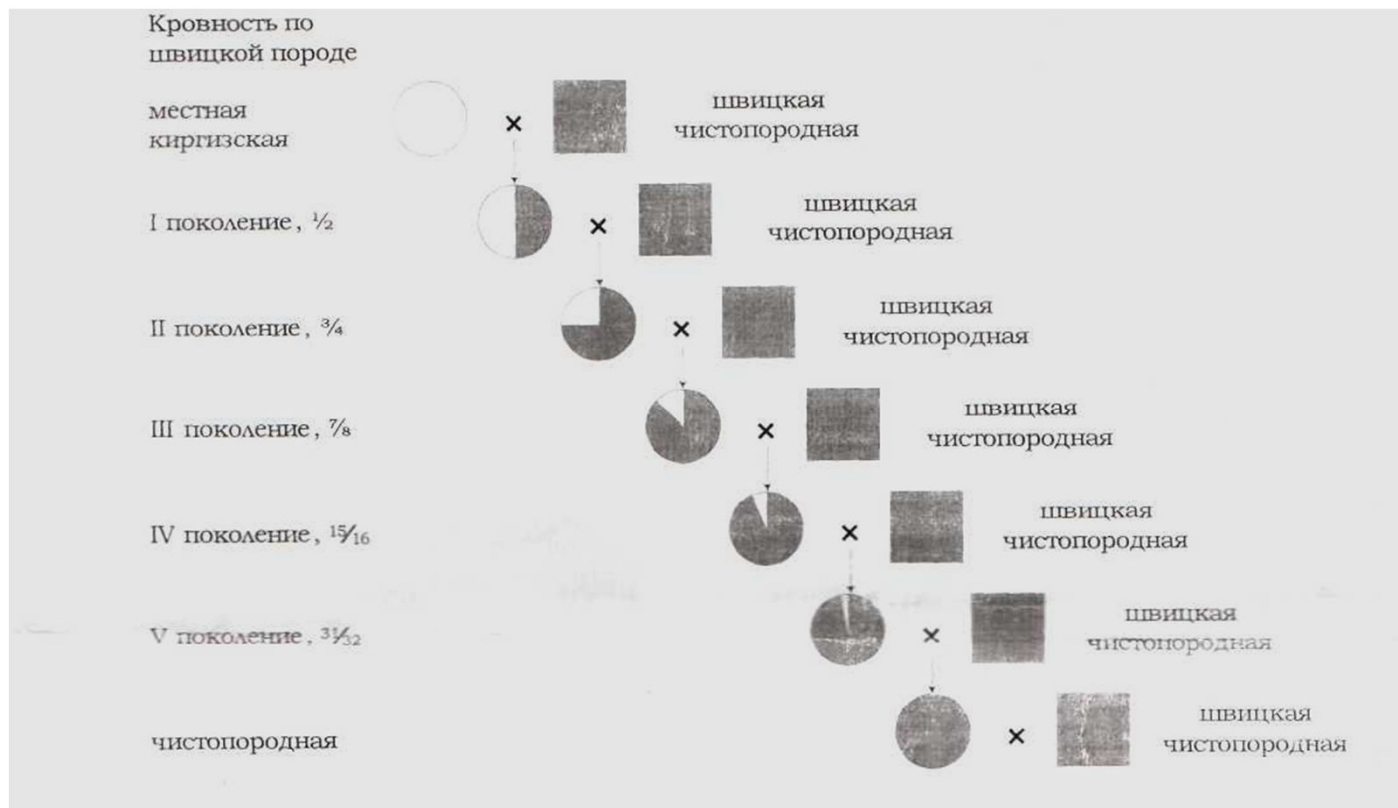 Кровность по
швицкой породе
местная
киргизская
×
швицкая
чистопородная
I поколение, ½
×
швицкая
чистопородная
II поколение, ¾
×
швицкая
чистопородная
III поколение, ⅞
×
швицкая
чистопородная
IV поколение, 15/16
×
швицкая
чистопородная
V поколение, 31/32
×
швицкая
чистопородная
чистопородная
×
швицкая
чистопородная